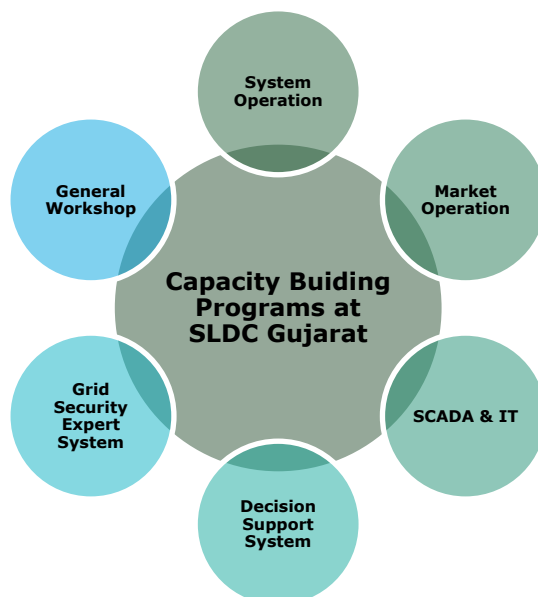 System
Operation
General
Workshop
Market
Operation
Capacity Buiding
Programs at
SLDC Gujarat
Grid
Security
Expert
System
SCADA & IT
Decision
Support
System